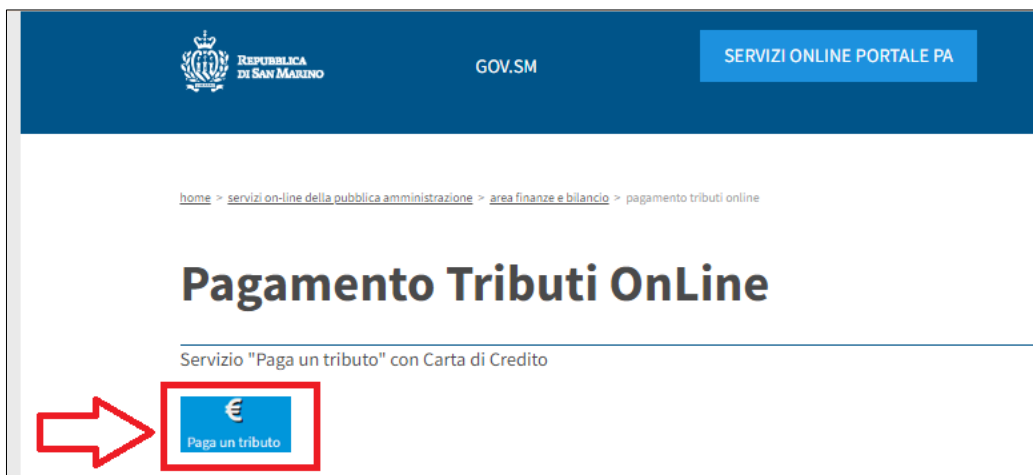 REPUBBLICA
DI SAN MARINO
GOV.SM
SERVIZI ONLINE PORTALE PA
home > servizi on-line della pubblica amministrazione > area finanze e bilancio > pagamento tributi online
Pagamento Tributi OnLine
Servizio "Paga un tributo" con Carta di Credito
€
Paga un tributo